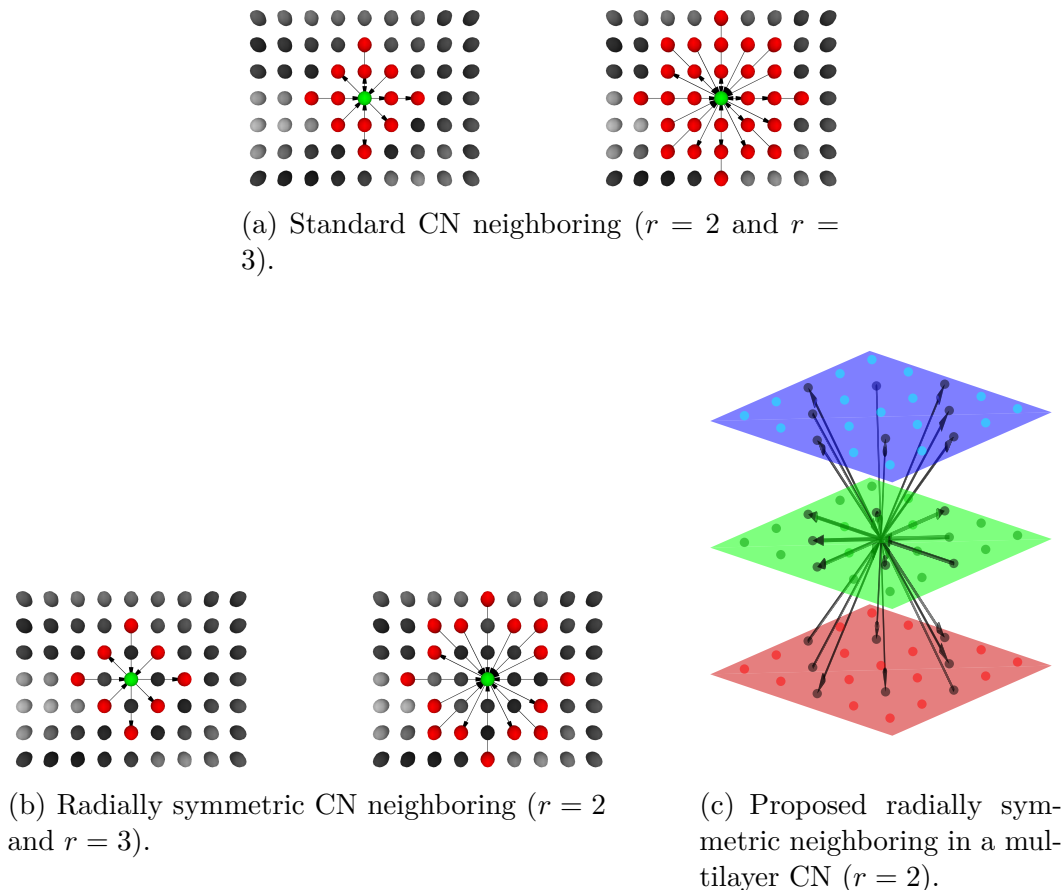 (a) Standard CN neighboring (r = 2 and r =
3).
(b) Radially symmetric CN neighboring (r = 2
and r = 3).
(c) Proposed radially sym-
metric neighboring in a mul-
tilayer CN (r = 2).